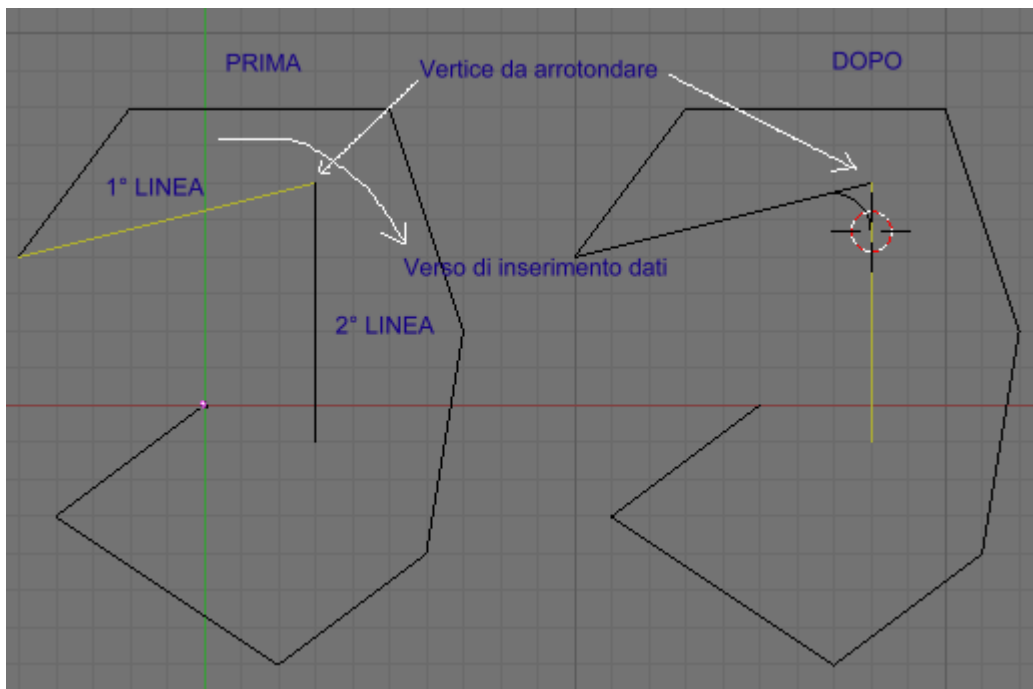 PRIMA
DOPO
Vertice da arrotondare
1° LINEA
Verso di inserimento dati
2° LINEA